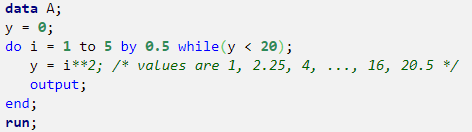 data A;
y = 0;
do i = 1 to 5 by 0.5 while(y < 20);
y = i**2; /* values are 1, 2.25, 4, ..., 16, 20.5 */
output;
end;
run;